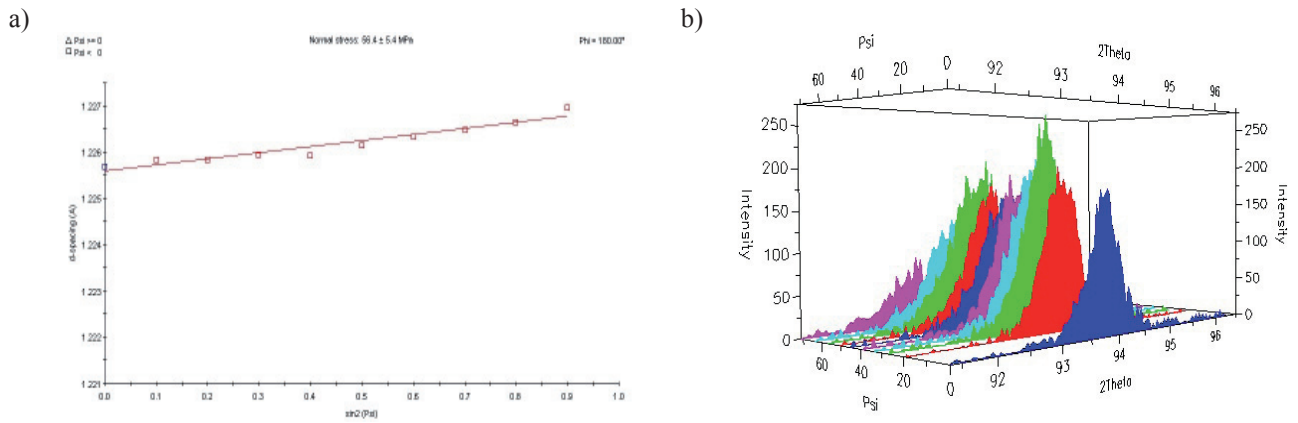 a)
△ Psi >= 0
□ Psi < 0
Normal stress: 56.4 ± 5.4 MPa
Phi = 180.00°
1.227
1.226
1.225
1.224
1.223
1.222
1.221
d-spacing (A)
0.0 0.1 0.2 0.3 0.4 0.5 0.6 0.7 0.8 0.9 1.0
sin2 (Psi)
b)
Psi
2Theta
60 40 20 0 92 93 94 95 96
250
200
150
100
50
0
Intensity
250
200
150
100
50
0
Intensity
60 40 20 0 92 93 94 95 96
Psi
2Theta